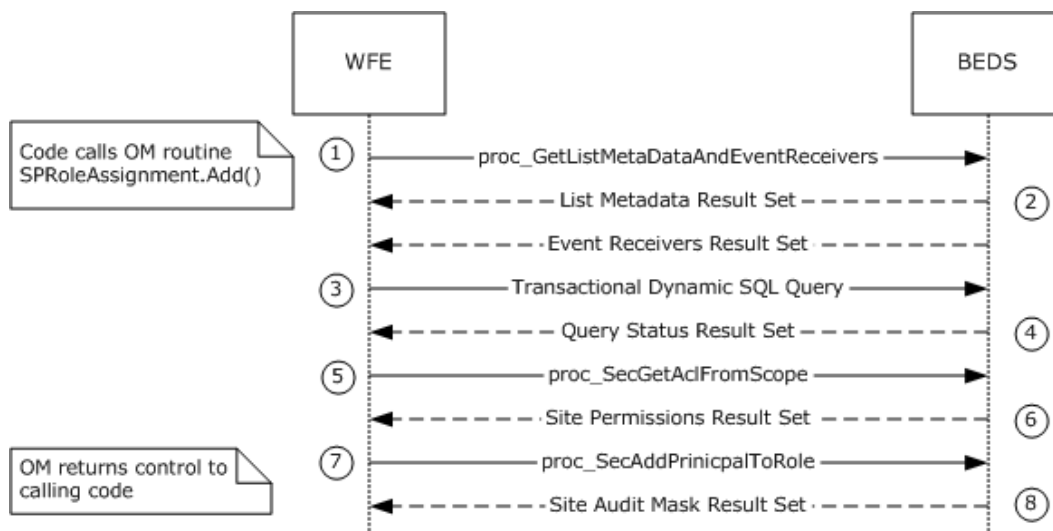 WFE
BEDS
Code calls OM routine
SPRoleAssignment.Add()
1
proc_GetListMetaDataAndEventReceivers
List Metadata Result Set
2
Event Receivers Result Set
3
Transactional Dynamic SQL Query
Query Status Result Set
4
5
proc_SecGetAclFromScope
Site Permissions Result Set
6
OM returns control to
calling code
7
proc_SecAddPrinicpalToRole
Site Audit Mask Result Set
8